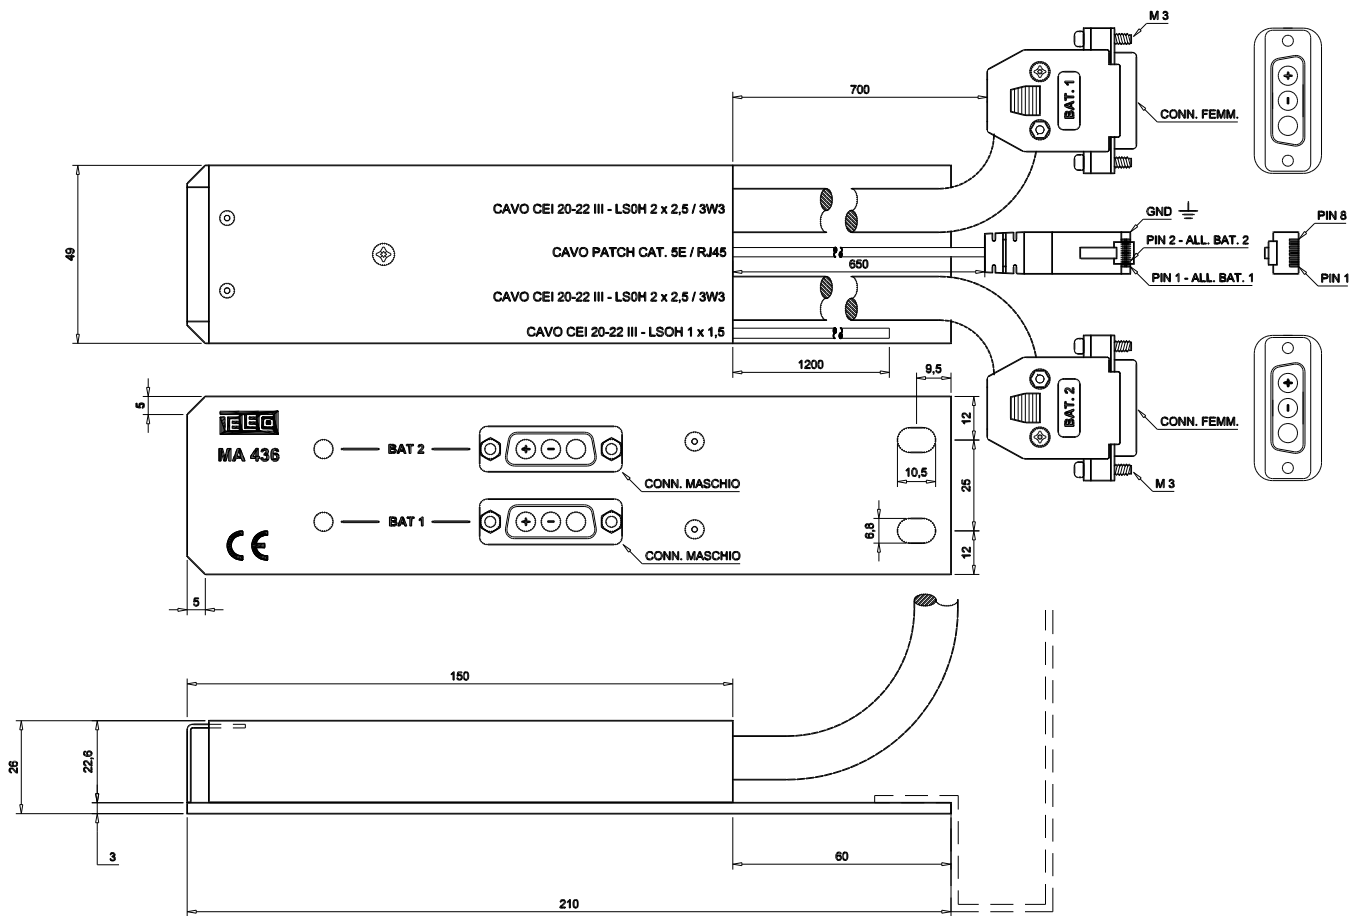 M 3
700
BAT. 1
CONN. FEMM.
+
-
CAVO CEI 20-22 III - LS0H 2 x 2,5 / 3W3
GND
PIN 8
49
CAVO PATCH CAT. 5E / RJ45
PIN 2 - ALL. BAT. 2
650
PIN 1 - ALL. BAT. 1
PIN 1
CAVO CEI 20-22 III - LS0H 2 x 2,5 / 3W3
CAVO CEI 20-22 III - LSOH 1 x 1,5
1200
9,5
BAT. 2
CONN. FEMM.
+
-
M 3
5
TELCO
MA 436
BAT 2
+ -
CONN. MASCHIO
12
10,5
25
BAT 1
+ -
CONN. MASCHIO
6,8
12
CE
5
150
26
22,6
3
60
210